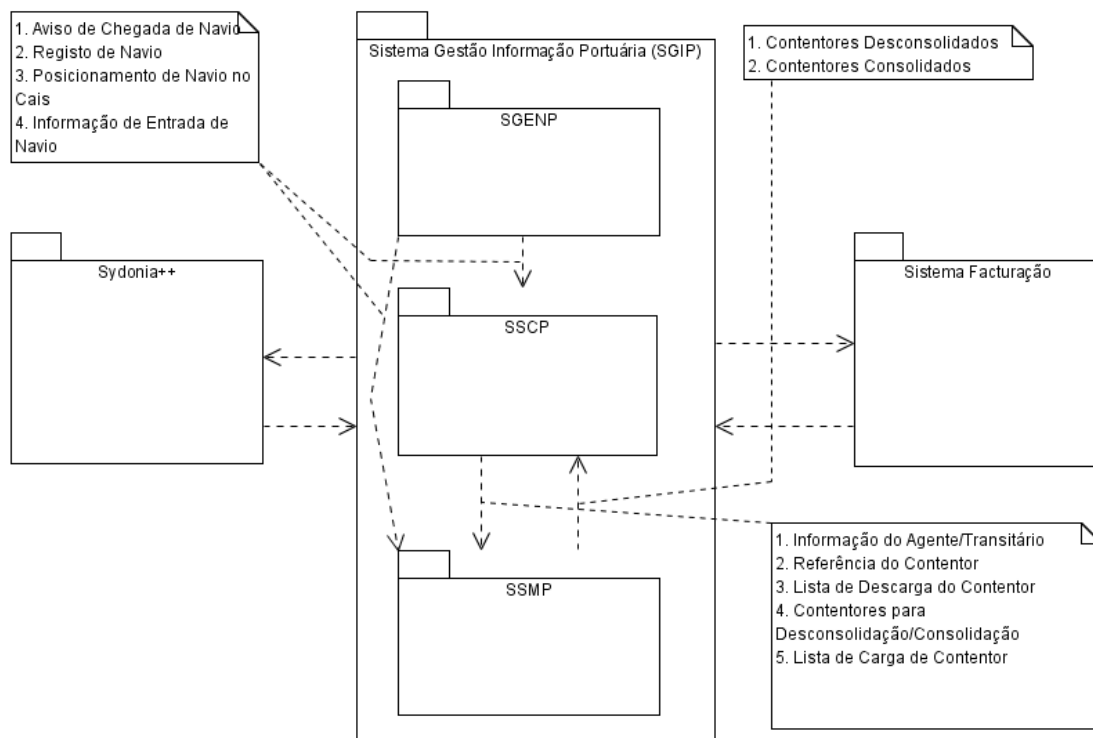 1. Aviso de Chegada de Navio
2. Registo de Navio
3. Posicionamento de Navio no
Cais
4. Informação de Entrada de
Navio
Sistema Gestão Informação Portuária (SGIP)
1. Contentores Desconsolidados
2. Contentores Consolidados
SGENP
Sydonia++
SSCP
Sistema Facturação
SSMP
1. Informação do Agente/Transitário
2. Referência do Contentor
3. Lista de Descarga do Contentor
4. Contentores para
Desconsolidação/Consolidação
5. Lista de Carga de Contentor